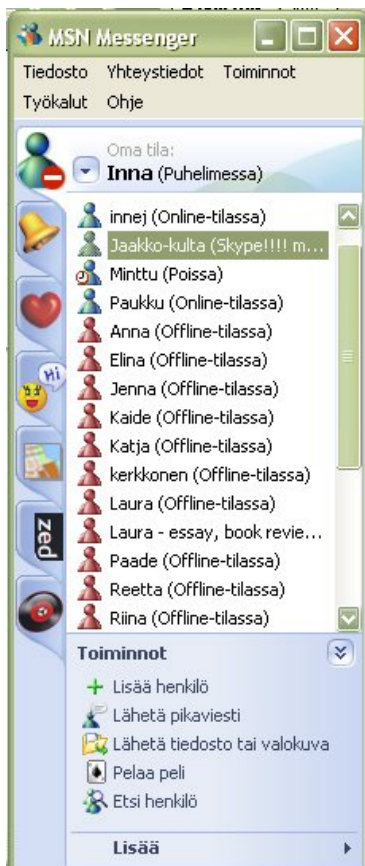 MSN Messenger
Tiedosto Yhteystiedot Toiminnot
Työkalut Ohje
Oma tila:
Inna (Puhelimessa)
innej (Online-tilassa)
Jaakko-kulta (Skype!!!! m...
Minttu (Poissa)
Paukku (Online-tilassa)
Anna (Offline-tilassa)
Elina (Offline-tilassa)
Hi
Jenna (Offline-tilassa)
Kaide (Offline-tilassa)
Katja (Offline-tilassa)
kerkkonen (Offline-tilassa)
Laura (Offline-tilassa)
zed
Laura - essay, book revie...
Paade (Offline-tilassa)
Reetta (Offline-tilassa)
Riina (Offline-tilassa)
Toiminnot
Lisää henkilö
Lähetä pikaviesti
Lähetä tiedosto tai valokuva
Pelaa peli
Etsi henkilö
Lisää